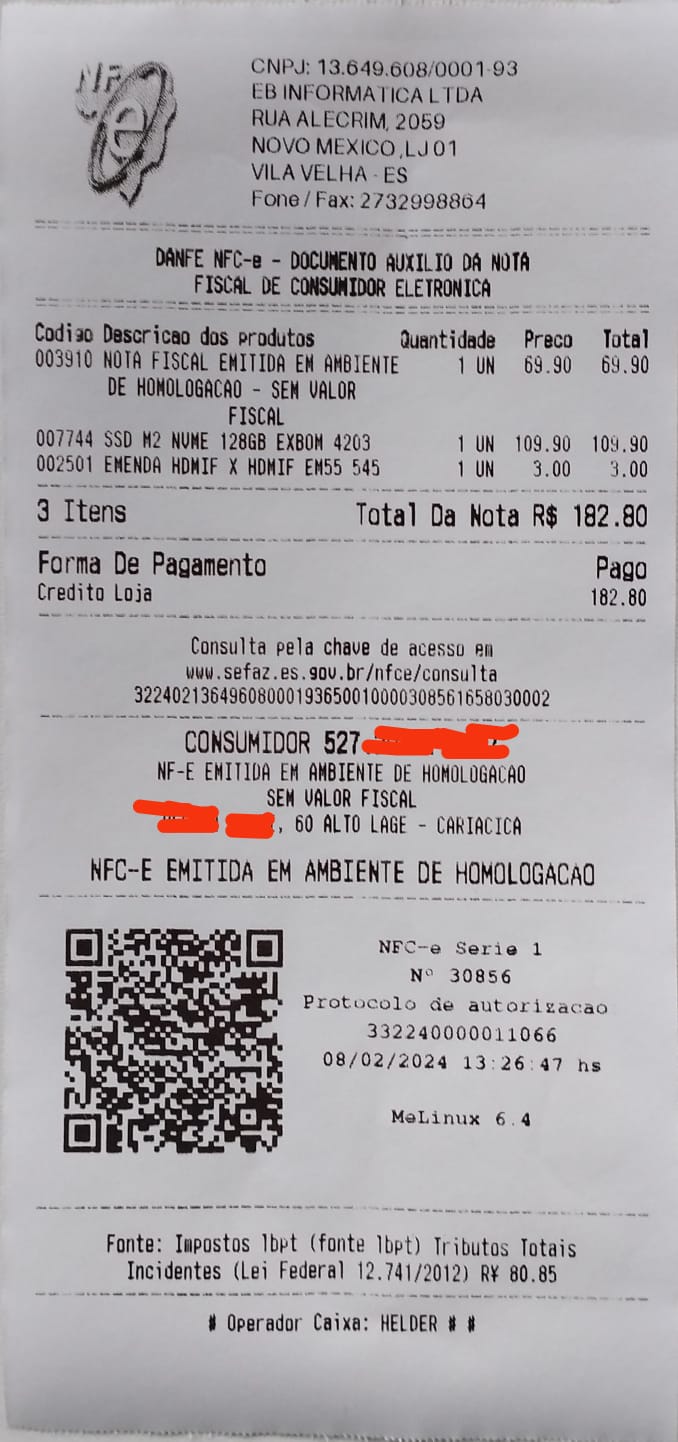 NFC e
CNPJ: 13.649.608/0001-93
EB INFORMATICA LTDA
RUA ALECRIM, 2059
NOVO MEXICO, LJ 01
VILA VELHA - ES
Fone / Fax: 2732998864
DANFE NFC-e - DOCUMENTO AUXILIO DA NOTA
FISCAL DE CONSUMIDOR ELETRONICA
Codigo Descricao dos produtos Quantidade Preco Total
003910 NOTA FISCAL EMITIDA EM AMBIENTE 1 UN 69.90 69.90
DE HOMOLOGACAO - SEM VALOR
FISCAL
007744 SSD M2 NVME 128GB EXBOM 4203 1 UN 109.90 109.90
002501 EMENDA HDMIF X HDMIF EM55 545 1 UN 3.00 3.00
3 Itens Total Da Nota R$ 182.80
Forma De Pagamento Pago
Credito Loja 182.80
Consulta pela chave de acesso em
www.sefaz.es.gov.br/nfce/consulta
32240213649608000193650010000308561658030002
CONSUMIDOR 527
NF-E EMITIDA EM AMBIENTE DE HOMOLOGACAO
SEM VALOR FISCAL
, 60 ALTO LAGE - CARIACICA
NFC-E EMITIDA EM AMBIENTE DE HOMOLOGACAO
NFC-e Serie 1
Nº 30856
Protocolo de autorizacao
332240000011066
08/02/2024 13:26:47 hs
MeLinux 6.4
Fonte: Impostos lbpt (fonte lbpt) Tributos Totais
Incidentes (Lei Federal 12.741/2012) R¥ 80.85
# Operador Caixa: HELDER # #